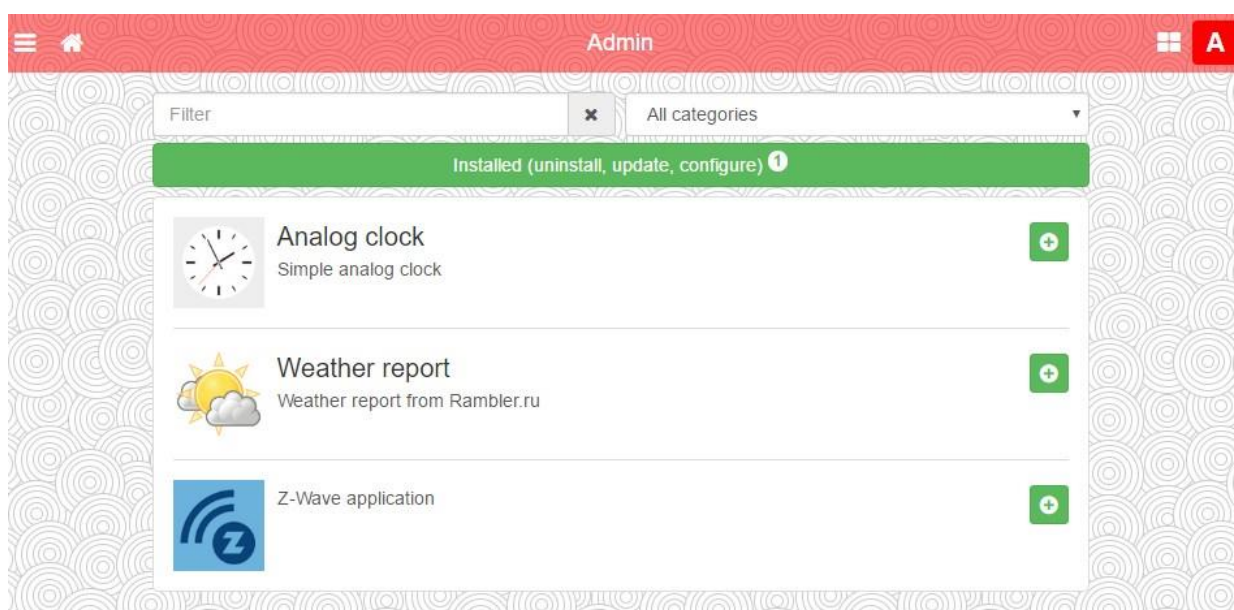 Admin
A
Filter
All categories
Installed (uninstall, update, configure) 1
Analog clock
Simple analog clock
Weather report
Weather report from Rambler.ru
Z
Z-Wave application